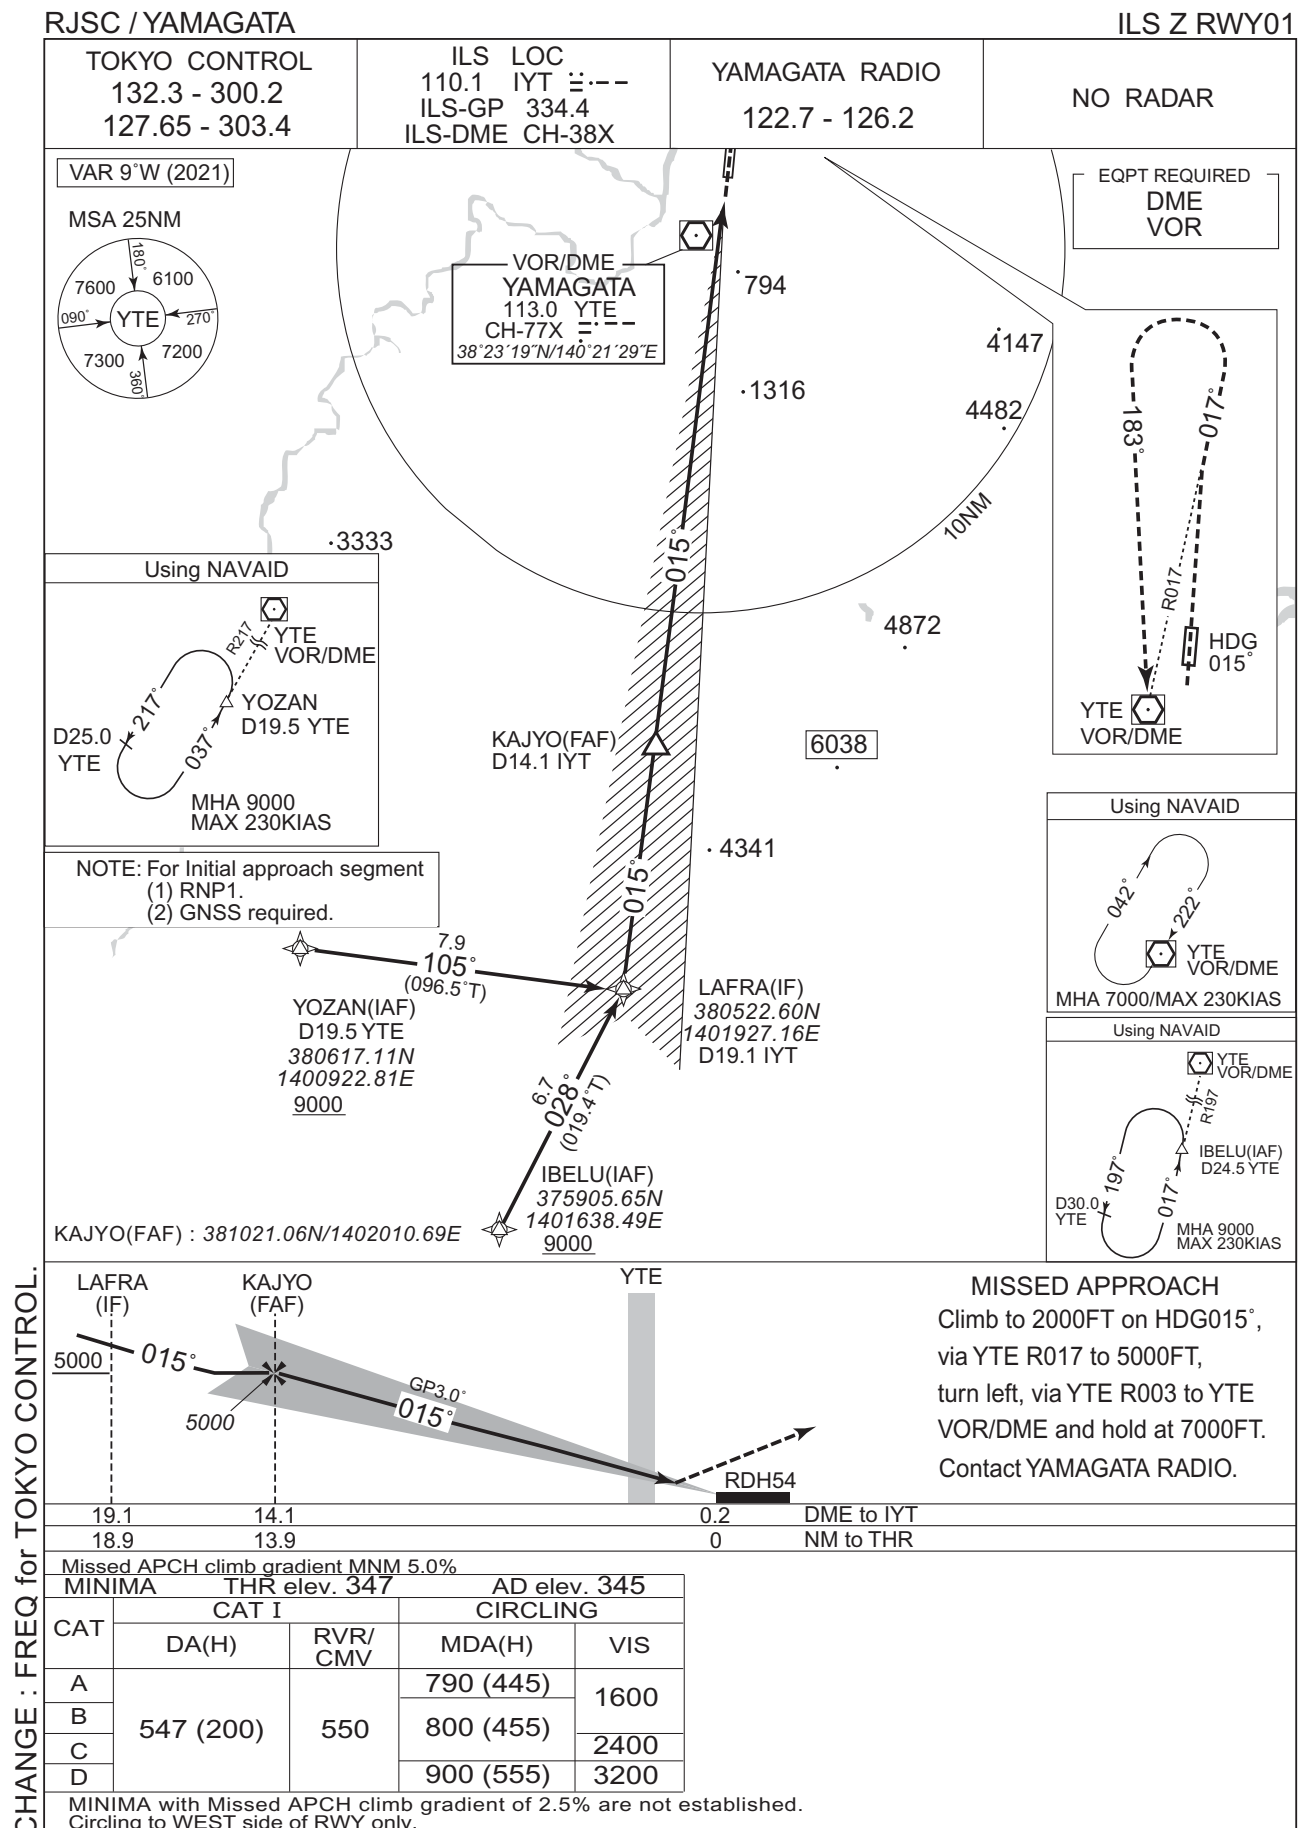 RJSC / YAMAGATA
ILS Z RWY01
TOKYO CONTROL
132.3 - 300.2
127.65 - 303.4
ILS LOC
110.1 IYT
ILS-GP 334.4
ILS-DME CH-38X
YAMAGATA RADIO
122.7 - 126.2
NO RADAR
VAR 9˚W (2021)
MSA 25NM
180˚
7600
6100
090˚
YTE
270˚
7300
7200
360˚
EQPT REQUIRED
DME
VOR
VOR/DME
YAMAGATA
113.0 YTE
CH-77X
38˚23´19˝N/140˚21´29˝E
794
4147
1316
4482
10NM
3333
4872
015˚
183˚
017˚
R017
HDG
015˚
YTE
VOR/DME
Using NAVAID
R217
YTE
VOR/DME
217˚
YOZAN
D19.5 YTE
D25.0
YTE
037˚
MHA 9000
MAX 230KIAS
KAJYO(FAF)
D14.1 IYT
6038
4341
015˚
NOTE: For Initial approach segment
(1) RNP1.
(2) GNSS required.
Using NAVAID
042˚
222˚
YTE
VOR/DME
MHA 7000/MAX 230KIAS
7.9
105˚
(096.5˚T)
YOZAN(IAF)
D19.5 YTE
380617.11N
1400922.81E
9000
LAFRA(IF)
380522.60N
1401927.16E
D19.1 IYT
6.7
028˚
(019.4˚T)
IBELU(IAF)
375905.65N
1401638.49E
9000
KAJYO(FAF) : 381021.06N/1402010.69E
Using NAVAID
YTE
VOR/DME
R197
197˚
IBELU(IAF)
D24.5 YTE
D30.0
YTE
017˚
MHA 9000
MAX 230KIAS
LAFRA
(IF)
KAJYO
(FAF)
YTE
5000
015˚
5000
GP3.0˚
015˚
RDH54
MISSED APPROACH
Climb to 2000FT on HDG015˚,
via YTE R017 to 5000FT,
turn left, via YTE R003 to YTE
VOR/DME and hold at 7000FT.
Contact YAMAGATA RADIO.
19.1 14.1 0.2 DME to IYT
18.9 13.9 0 NM to THR
Missed APCH climb gradient MNM 5.0%
MINIMA THR elev. 347 AD elev. 345
CAT
CAT I
CIRCLING
DA(H)
RVR/
CMV
MDA(H)
VIS
A
B
C
D
547 (200)
550
790 (445)
800 (455)
900 (555)
1600
2400
3200
MINIMA with Missed APCH climb gradient of 2.5% are not established.
Circling to WEST side of RWY only.
CHANGE : FREQ for TOKYO CONTROL.